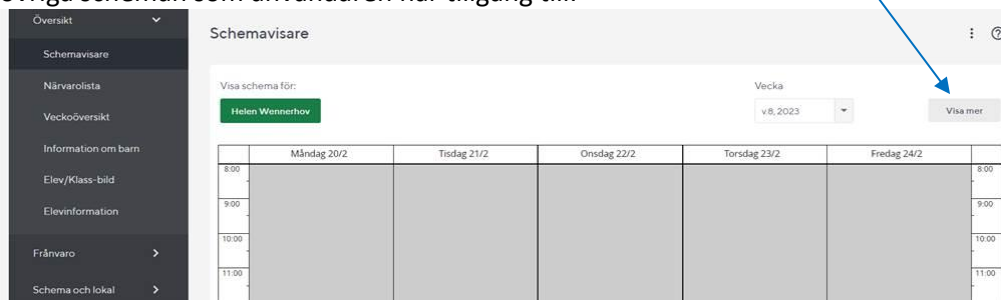 övriga scheman som användaren har tillgång till.
Översikt
Schemavisare
Närvarolista
Veckoöversikt
Information om barn
Elev/Klass-bild
Elevinformation
Frånvaro
Schema och lokal
Schemavisare
Visa schema för:
Helen Wennerhov
Vecka
v.8, 2023
Visa mer
Måndag 20/2 Tisdag 21/2 Onsdag 22/2 Torsdag 23/2 Fredag 24/2
8:00 8:00
9:00 9:00
10:00 10:00
11:00 11:00